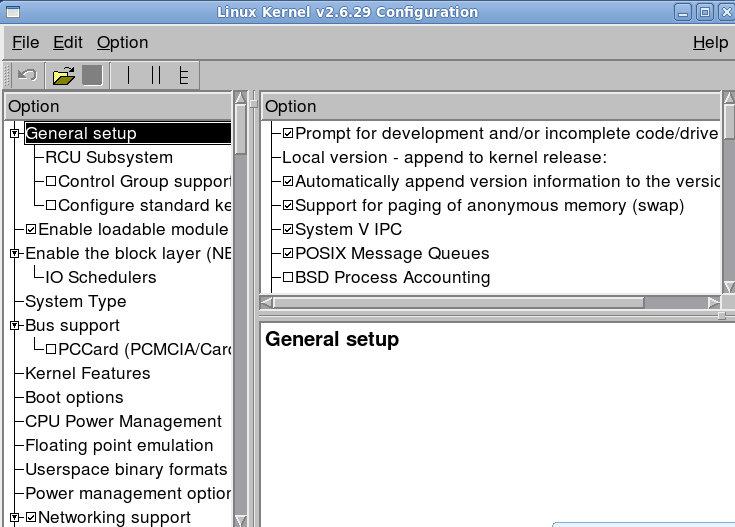 Linux Kernel v2.6.29 Configuration
File Edit Option Help
Option
General setup
RCU Subsystem
Control Group support
Configure standard ke
Enable loadable module
Enable the block layer (NE
IO Schedulers
System Type
Bus support
PCCard (PCMCIA/Card
Kernel Features
Boot options
CPU Power Management
Floating point emulation
Userspace binary formats
Power management option
Networking support
Option
Prompt for development and/or incomplete code/drive
Local version - append to kernel release:
Automatically append version information to the versio
Support for paging of anonymous memory (swap)
System V IPC
POSIX Message Queues
BSD Process Accounting
General setup